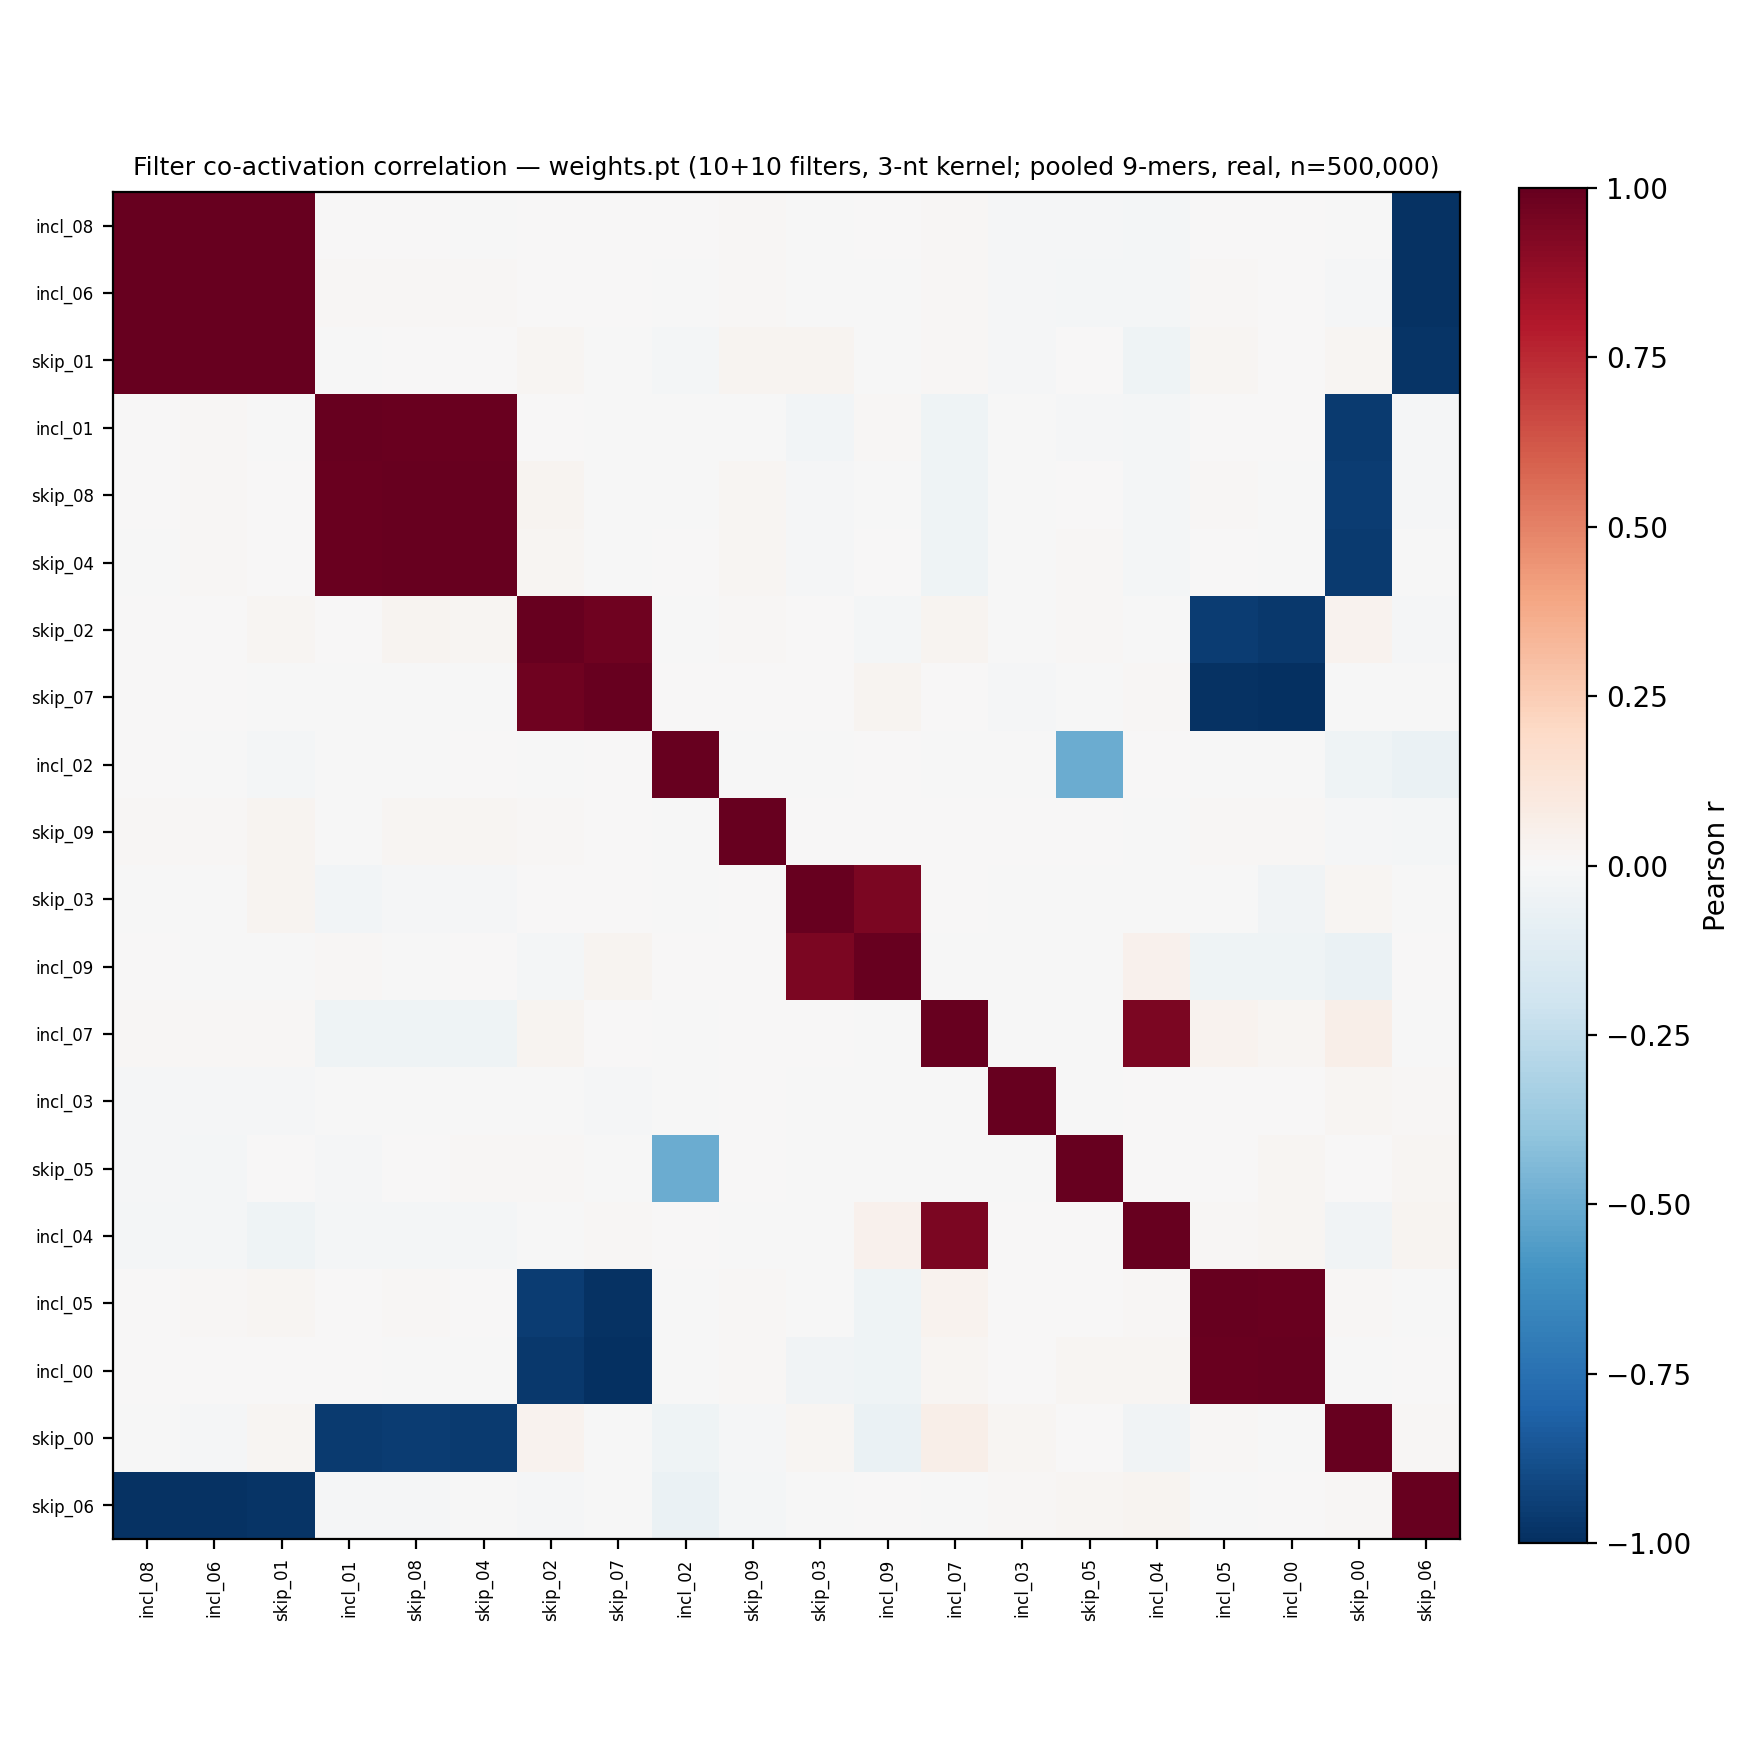 Filter co-activation correlation — weights.pt (10+10 filters, 3-nt kernel; pooled 9-mers, real, n=500,000)
incl_08
incl_06
skip_01
incl_01
skip_08
skip_04
skip_02
skip_07
incl_02
skip_09
skip_03
incl_09
incl_07
incl_03
skip_05
incl_04
incl_05
incl_00
skip_00
skip_06
incl_08
incl_06
skip_01
incl_01
skip_08
skip_04
skip_02
skip_07
incl_02
skip_09
skip_03
incl_09
incl_07
incl_03
skip_05
incl_04
incl_05
incl_00
skip_00
skip_06
1.00
0.75
0.50
0.25
0.00
−0.25
−0.50
−0.75
−1.00
Pearson r